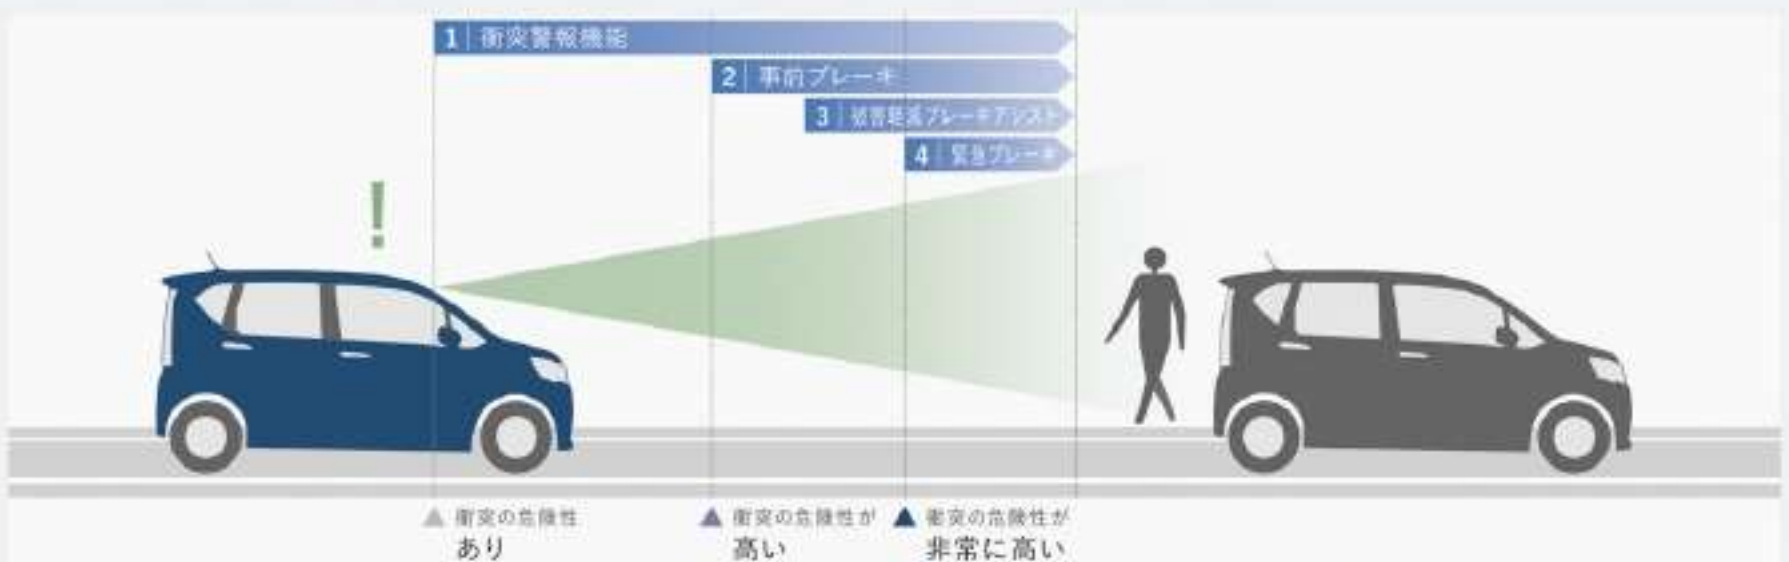 1 衝突警報機能
2 事前ブレーキ
3 被害軽減ブレーキアシスト
4 緊急ブレーキ
!
衝突の危険性
あり
衝突の危険性が
高い
衝突の危険性が
非常に高い